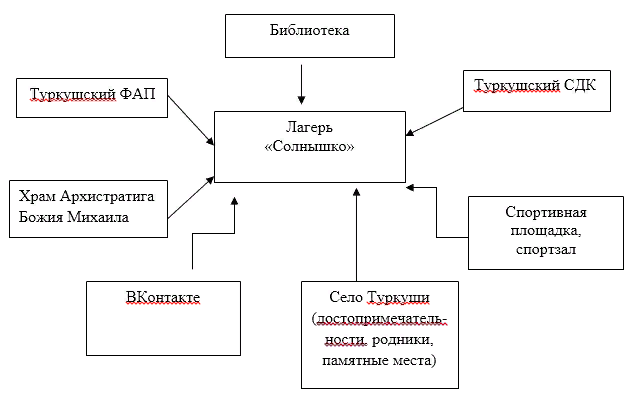 Библиотека
Туркушский ФАП
Туркушский СДК
Лагерь
«Солнышко»
Храм Архистратига
Божия Михаила
Спортивная
площадка,
спортзал
ВКонтакте
Село Туркуши
(достопримечатель-
ности, родники,
памятные места)